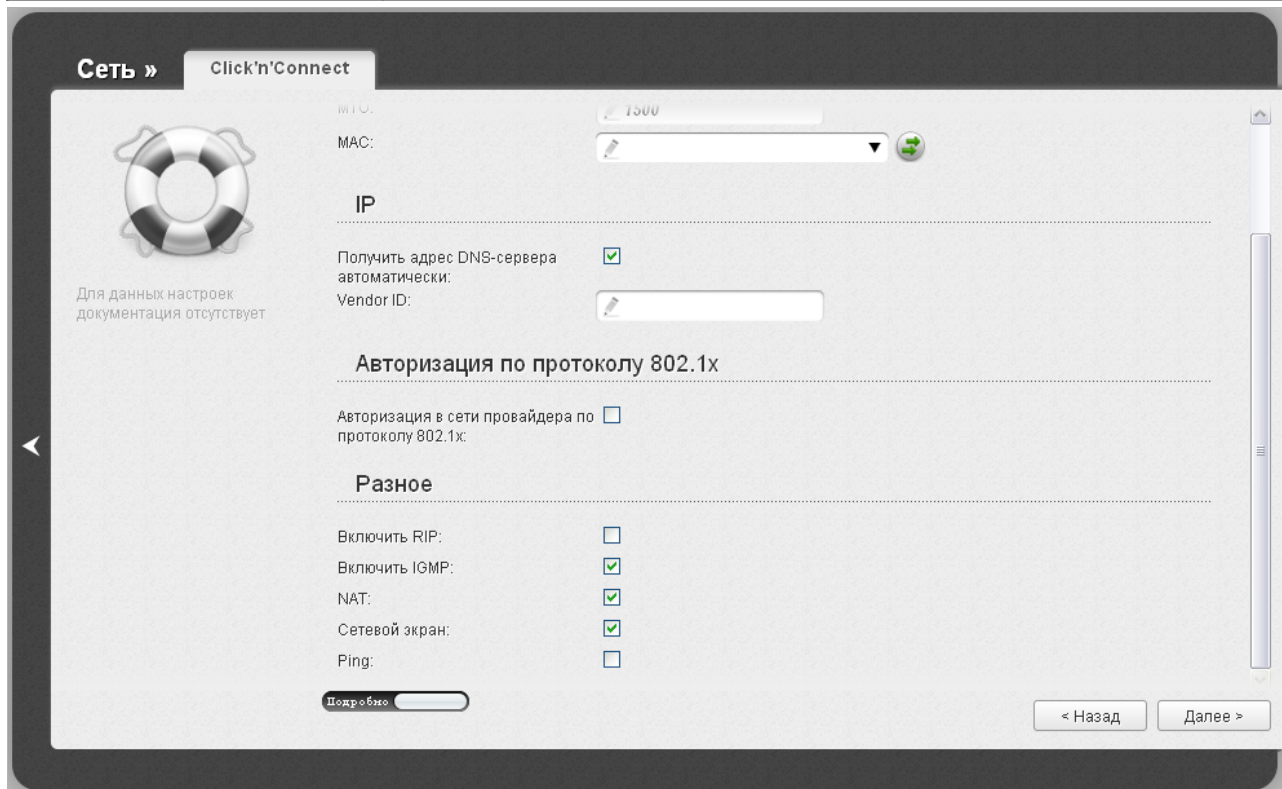 Сеть »
Click'n'Connect
MTU:
1500
MAC:
IP
Получить адрес DNS-сервера
автоматически:
Vendor ID:
Для данных настроек
документация отсутствует
Авторизация по протоколу 802.1x
Авторизация в сети провайдера по
протоколу 802.1x:
Разное
Включить RIP:
Включить IGMP:
NAT:
Сетевой экран:
Ping:
Подробно
< Назад
Далее >